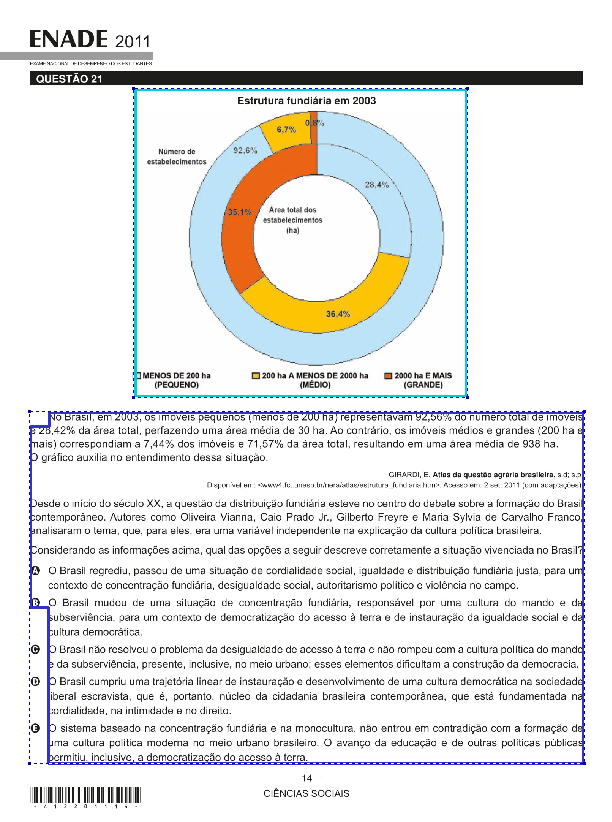 ENADE 2011
EXAME NACIONAL DE DESEMPENHO DOS ESTUDANTES
QUESTÃO 21
Estrutura fundiária em 2003
0,8%
6,7%
Número de
estabelecimentos
92,6%
28,4%
35,1%
Área total dos
estabelecimentos
(ha)
36,4%
MENOS DE 200 ha
(PEQUENO)
200 ha A MENOS DE 2000 ha
(MÉDIO)
2000 ha E MAIS
(GRANDE)
No Brasil, em 2003, os imóveis pequenos (menos de 200 ha) representavam 92,56% do número total de imóveis
e 28,42% da área total, perfazendo uma área média de 30 ha. Ao contrário, os imóveis médios e grandes (200 ha e
mais) correspondiam a 7,44% dos imóveis e 71,57% da área total, resultando em uma área média de 938 ha.
O gráfico auxilia no entendimento dessa situação.
GIRARDI, E. Atlas da questão agrária brasileira, s.d; s.p.
Disponível em: <www4.fct.unesp.br/nera/atlas/estrutura_fundiaria.htm>. Acesso em: 2 set. 2011 (com adaptações)
Desde o início do século XX, a questão da distribuição fundiária esteve no centro do debate sobre a formação do Brasil
contemporâneo. Autores como Oliveira Vianna, Caio Prado Jr., Gilberto Freyre e Maria Sylvia de Carvalho Franco,
analisaram o tema, que, para eles, era uma variável independente na explicação da cultura política brasileira.
Considerando as informações acima, qual das opções a seguir descreve corretamente a situação vivenciada no Brasil?
A O Brasil regrediu, passou de uma situação de cordialidade social, igualdade e distribuição fundiária justa, para um
contexto de concentração fundiária, desigualdade social, autoritarismo político e violência no campo.
B O Brasil mudou de uma situação de concentração fundiária, responsável por uma cultura do mando e da
subserviência, para um contexto de democratização do acesso à terra e de instauração da igualdade social e da
cultura democrática.
C O Brasil não resolveu o problema da desigualdade de acesso à terra e não rompeu com a cultura política do mando
e da subserviência, presente, inclusive, no meio urbano; esses elementos dificultam a construção da democracia.
D O Brasil cumpriu uma trajetória linear de instauração e desenvolvimento de uma cultura democrática na sociedade
liberal escravista, que é, portanto, núcleo da cidadania brasileira contemporânea, que está fundamentada na
cordialidade, na intimidade e no direito.
E O sistema baseado na concentração fundiária e na monocultura, não entrou em contradição com a formação de
uma cultura política moderna no meio urbano brasileiro. O avanço da educação e de outras políticas públicas
permitiu, inclusive, a democratização do acesso à terra.
14
CIÊNCIAS SOCIAIS